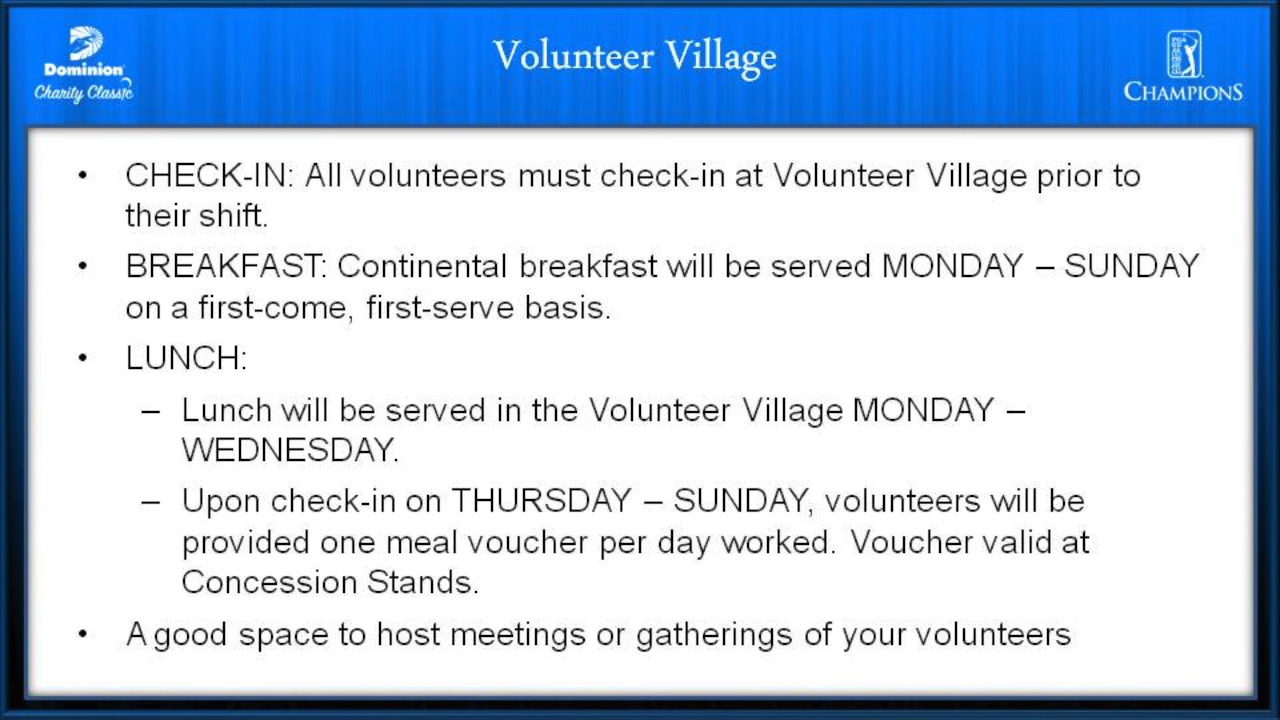 Dominion
Charity Classic
Volunteer Village
CHAMPIONS
• CHECK-IN: All volunteers must check-in at Volunteer Village prior to
their shift.
• BREAKFAST: Continental breakfast will be served MONDAY – SUNDAY
on a first-come, first-serve basis.
• LUNCH:
– Lunch will be served in the Volunteer Village MONDAY –
WEDNESDAY.
– Upon check-in on THURSDAY – SUNDAY, volunteers will be
provided one meal voucher per day worked. Voucher valid at
Concession Stands.
• A good space to host meetings or gatherings of your volunteers